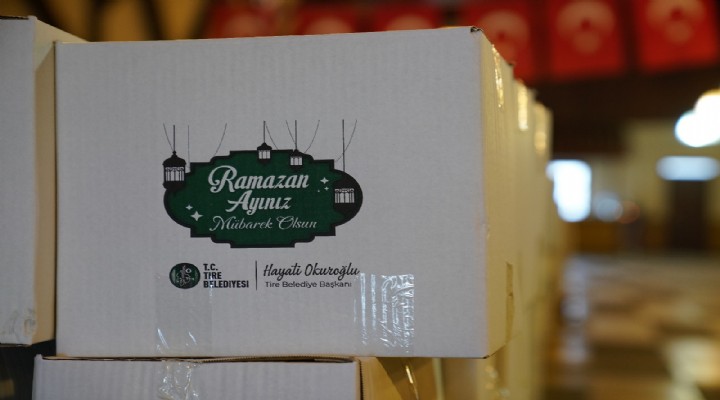 Ramazan
Ayınız
Mübarek Olsun
T.C.
TİRE
BELEDİYESİ
Hayati Okuroğlu
Tire Belediye Başkanı